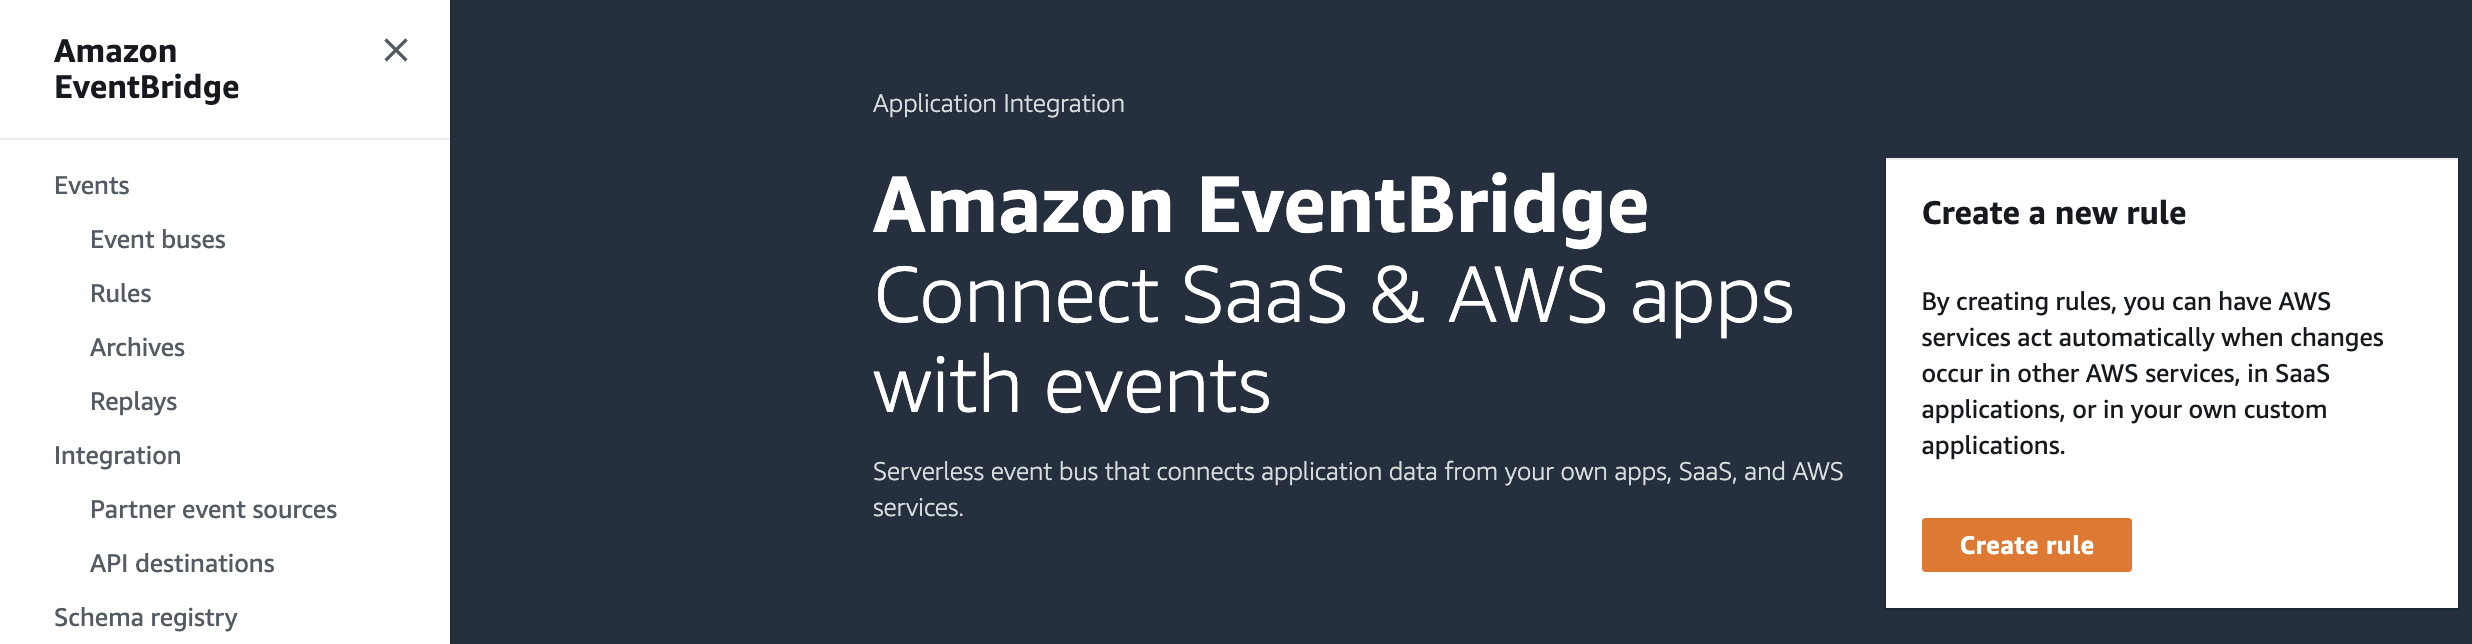 Amazon
EventBridge
Events
Event buses
Rules
Archives
Replays
Integration
Partner event sources
API destinations
Schema registry
Application Integration
Amazon EventBridge
Connect SaaS & AWS apps
with events
Serverless event bus that connects application data from your own apps, SaaS, and AWS
services.
Create a new rule
By creating rules, you can have AWS
services act automatically when changes
occur in other AWS services, in SaaS
applications, or in your own custom
applications.
Create rule